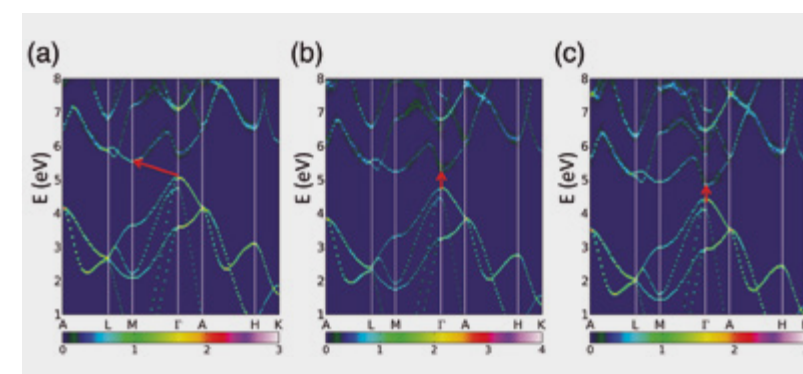 (a) (b) (c)
8 8 8
7 7 7
6 6 6
E (eV) 5 E (eV) 5 E (eV) 5
4 4 4
3 3 3
2 2 2
1 1 1
A L M Γ A H K A L M Γ A H K A L M Γ A H
0 1 2 3 0 1 2 3 4 0 1 2